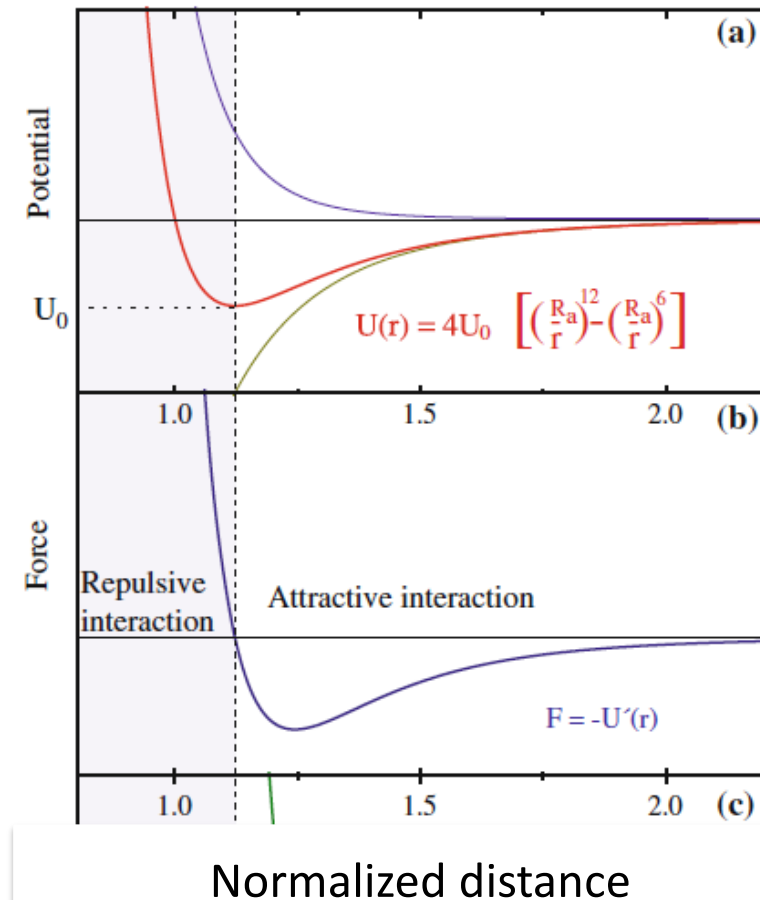 (a)
Potential
U₀
U(r) = 4U₀ [(Ra/r)¹²-(Ra/r)⁶]
1.0 1.5 2.0 (b)
Force
Repulsive
interaction
Attractive interaction
F = -U´(r)
1.0 1.5 2.0 (c)
Normalized distance